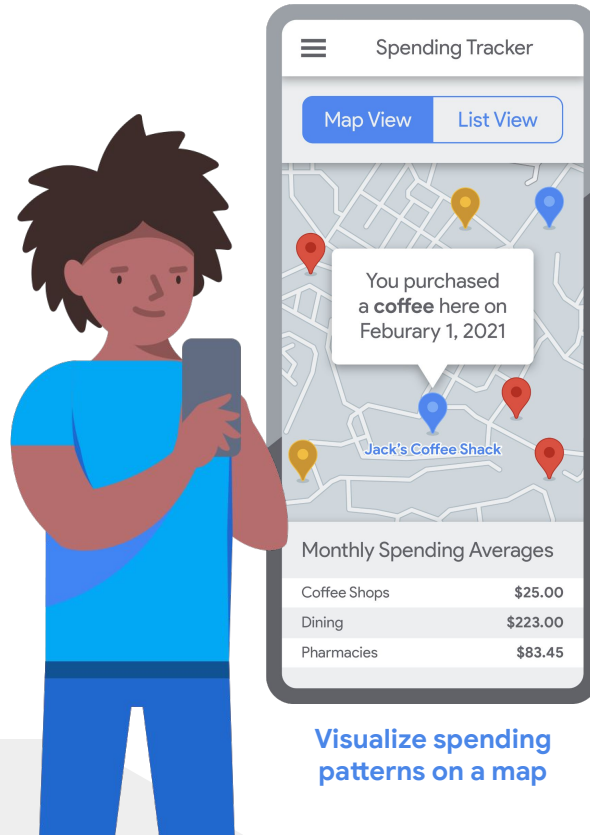 Spending Tracker
Map View
List View
You purchased
a coffee here on
Feburary 1, 2021
Jack's Coffee Shack
Monthly Spending Averages
Coffee Shops $25.00
Dining $223.00
Pharmacies $83.45
Visualize spending
patterns on a map